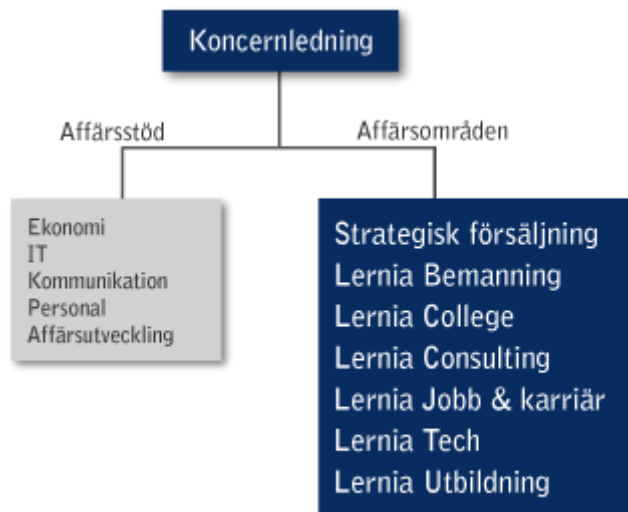 Koncernledning
Affärsstöd
Affärsområden
Ekonomi
IT
Kommunikation
Personal
Affärsutveckling
Strategisk försäljning
Lernia Bemanning
Lernia College
Lernia Consulting
Lernia Jobb & karriär
Lernia Tech
Lernia Utbildning